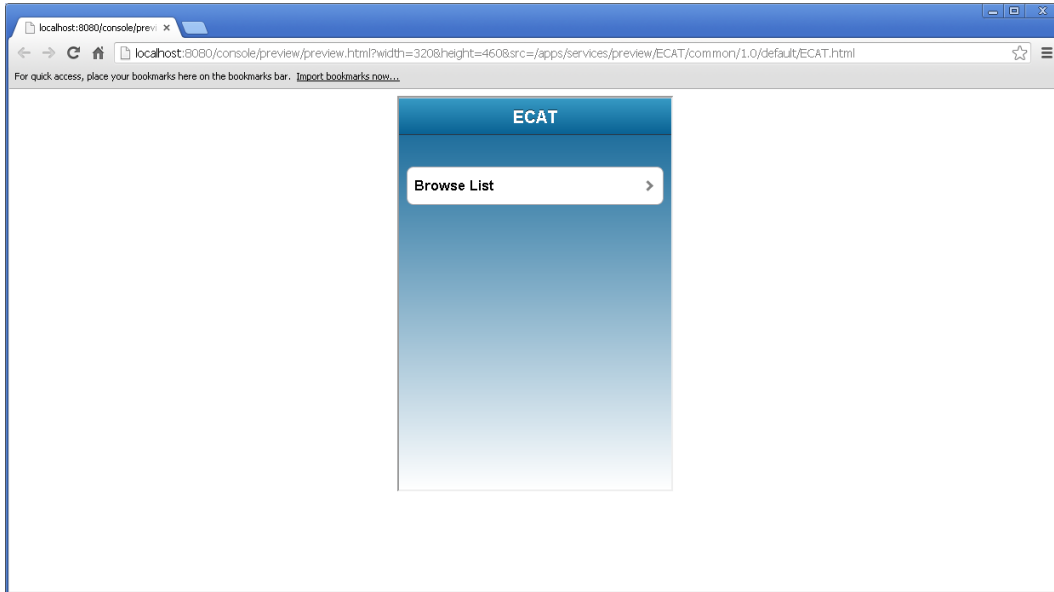 localhost:8080/console/previ
localhost:8080/console/preview/preview.html?width=320&height=460&src=/apps/services/preview/ECAT/common/1.0/default/ECAT.html
For quick access, place your bookmarks here on the bookmarks bar. Import bookmarks now...
ECAT
Browse List